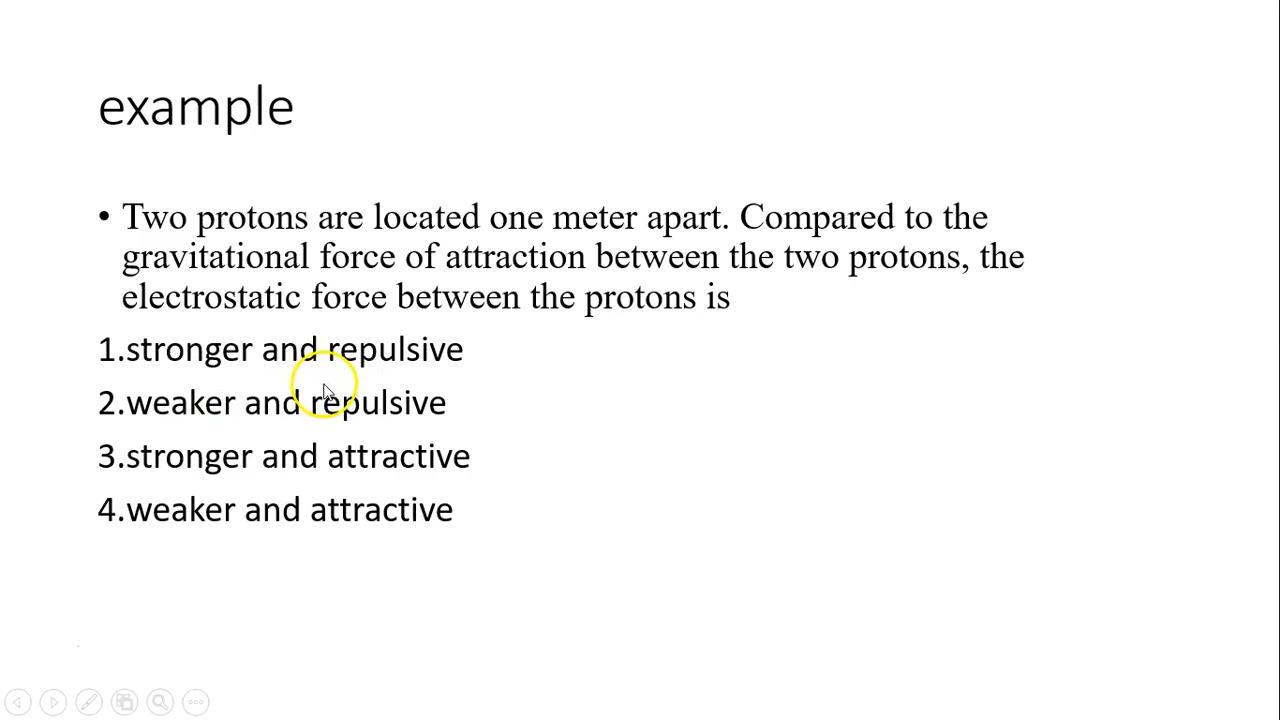 example
• Two protons are located one meter apart. Compared to the
gravitational force of attraction between the two protons, the
electrostatic force between the protons is
1.stronger and repulsive
2.weaker and repulsive
3.stronger and attractive
4.weaker and attractive